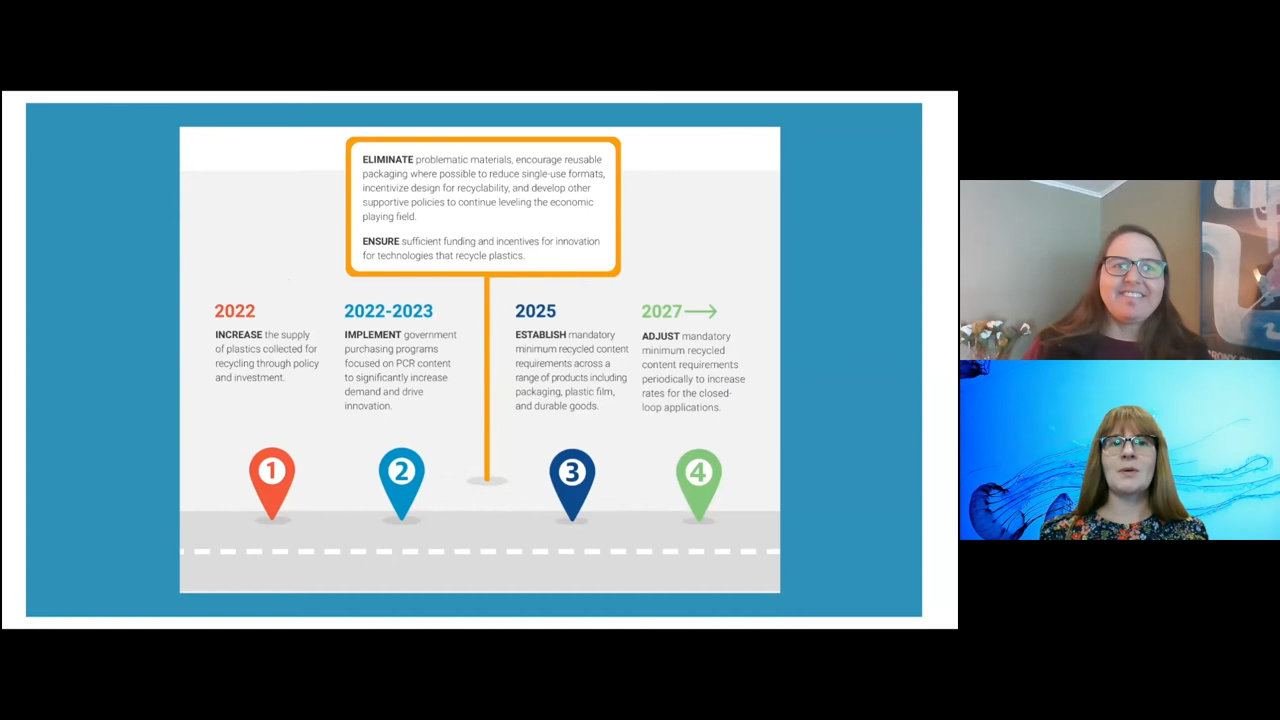 ELIMINATE problematic materials, encourage reusable
packaging where possible to reduce single-use formats,
incentivize design for recyclability, and develop other
supportive policies to continue leveling the economic
playing field.
ENSURE sufficient funding and incentives for innovation
for technologies that recycle plastics.
2022
INCREASE the supply
of plastics collected for
recycling through policy
and investment.
2022-2023
IMPLEMENT government
purchasing programs
focused on PCR content
to significantly increase
demand and drive
innovation.
2025
ESTABLISH mandatory
minimum recycled content
requirements across a
range of products including
packaging, plastic film,
and durable goods.
2027
ADJUST mandatory
minimum recycled
content requirements
periodically to increase
rates for the closed-
loop applications.
1
2
3
4